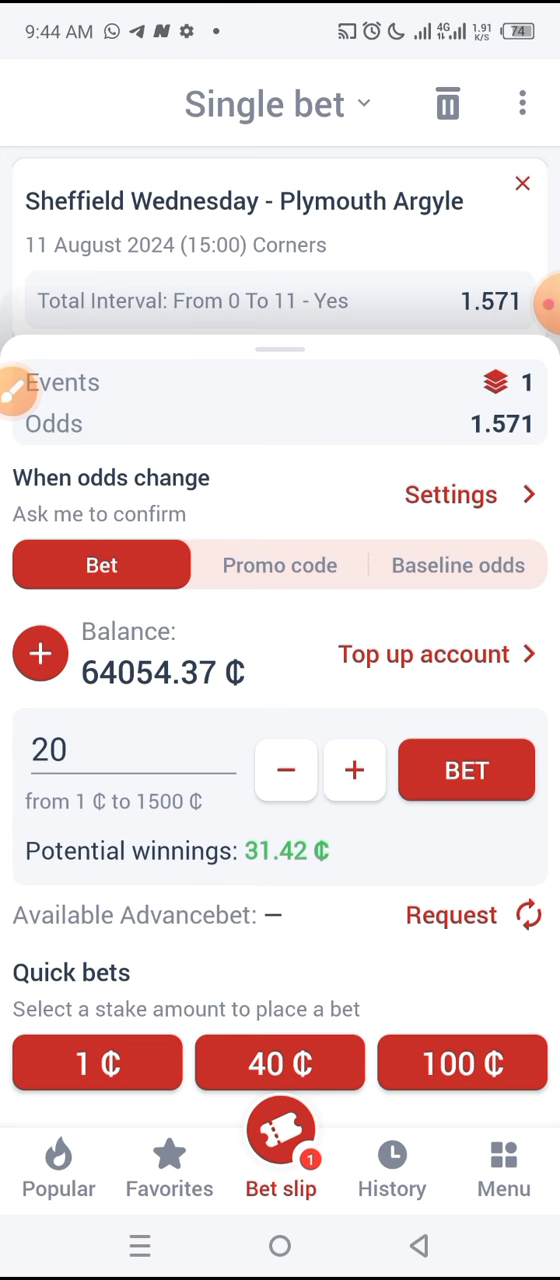 9:44 AM
4G
1.91
K/S
74
Single bet
Sheffield Wednesday - Plymouth Argyle
11 August 2024 (15:00) Corners
Total Interval: From 0 To 11 - Yes 1.571
Events 1
Odds 1.571
When odds change
Ask me to confirm
Settings
Bet Promo code Baseline odds
Balance:
64054.37 ₵
Top up account
20
BET
from 1 ₵ to 1500 ₵
Potential winnings: 31.42 ₵
Available Advancebet: — Request
Quick bets
Select a stake amount to place a bet
1 ₵ 40 ₵ 100 ₵
1
Popular Favorites Bet slip History Menu